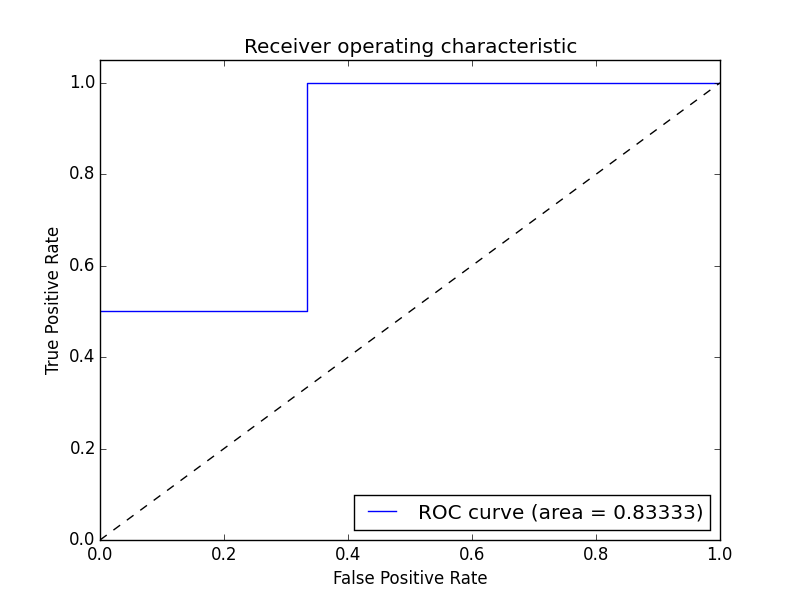 Receiver operating characteristic
1.0
0.8
0.6
0.4
0.2
0.0
True Positive Rate
ROC curve (area = 0.83333)
0.0 0.2 0.4 0.6 0.8 1.0
False Positive Rate